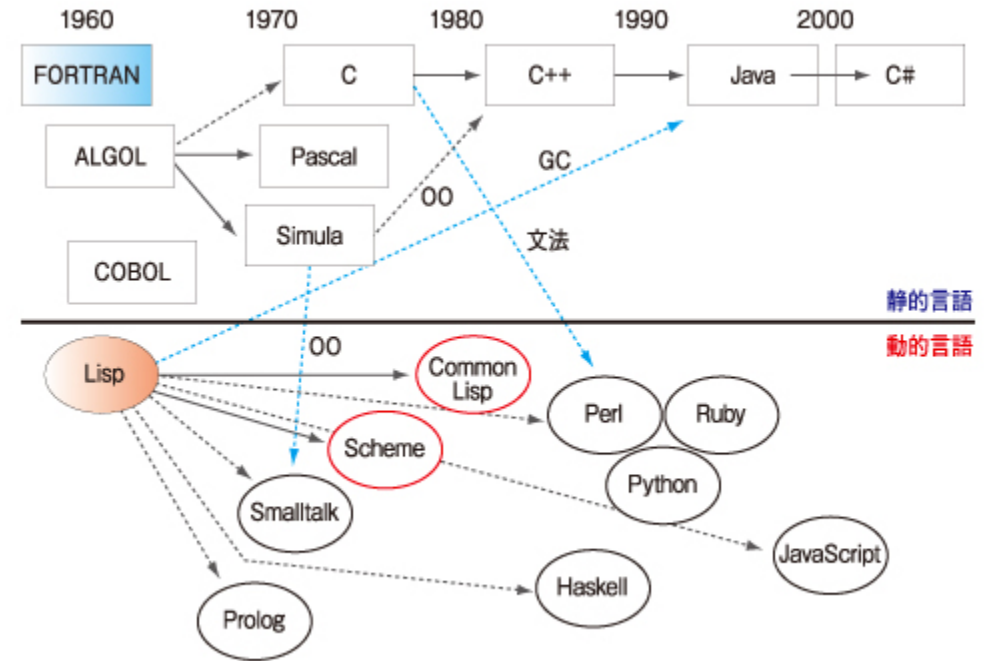 1960 1970 1980 1990 2000
FORTRAN C C++ Java C#
ALGOL Pascal
GC
OO
Simula
文法
COBOL
静的言語
動的言語
OO
Lisp
Common
Lisp
Perl Ruby
Scheme
Python
Smalltalk
JavaScript
Haskell
Prolog